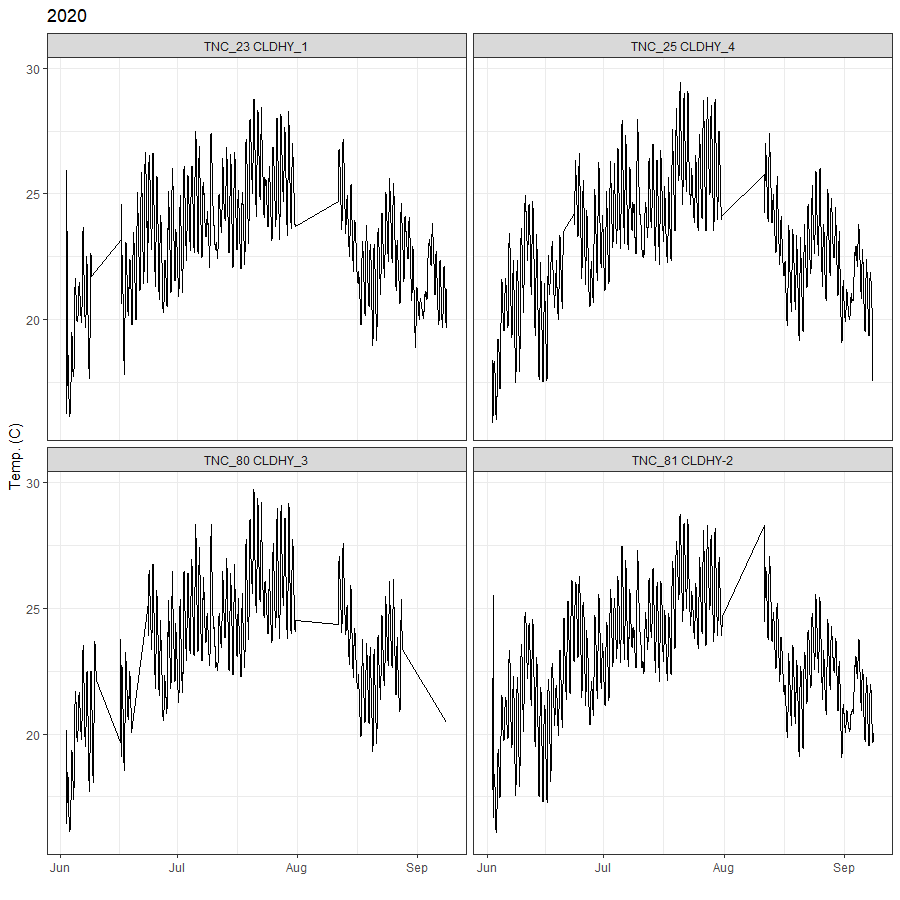 2020
TNC_23 CLDHY_1
TNC_25 CLDHY_4
30
25
20
Temp. (C)
TNC_80 CLDHY_3
TNC_81 CLDHY-2
30
25
20
Jun Jul Aug Sep
Jun Jul Aug Sep